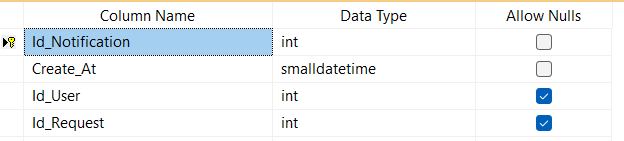 Column Name Data Type Allow Nulls
Id_Notification int
Create_At smalldatetime
Id_User int
Id_Request int